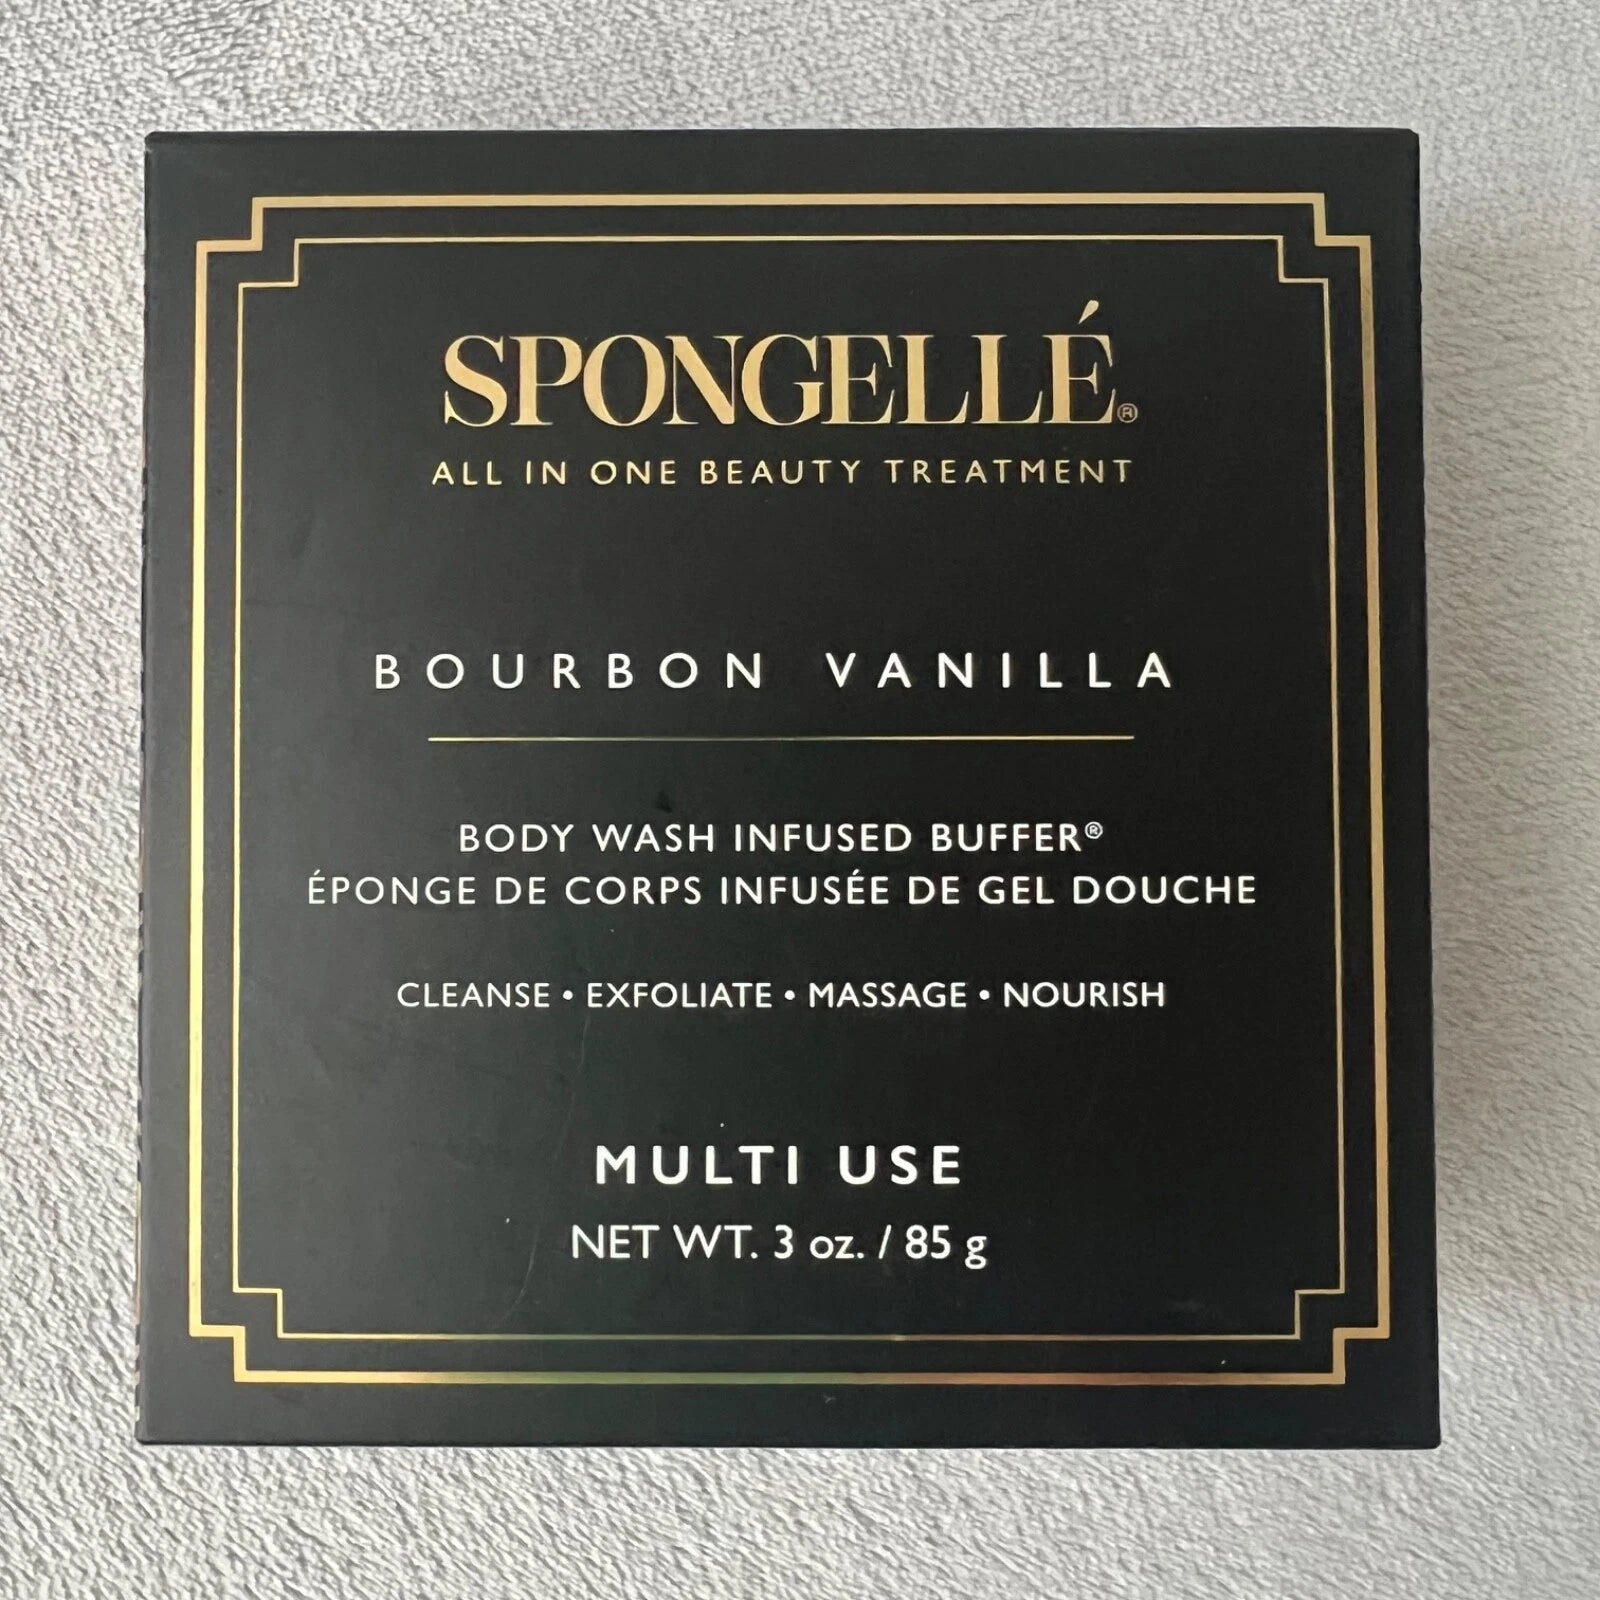 SPONGELLÉ®
ALL IN ONE BEAUTY TREATMENT
BOURBON VANILLA
BODY WASH INFUSED BUFFER®
ÉPONGE DE CORPS INFUSÉE DE GEL DOUCHE
CLEANSE • EXFOLIATE • MASSAGE • NOURISH
MULTI USE
NET WT. 3 oz. / 85 g